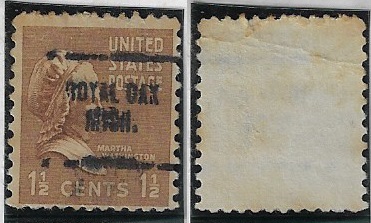 UNITED
STATES
POSTAGE
ROYAL OAK
MICH.
MARTHA
WASHINGTON
1½ CENTS 1½